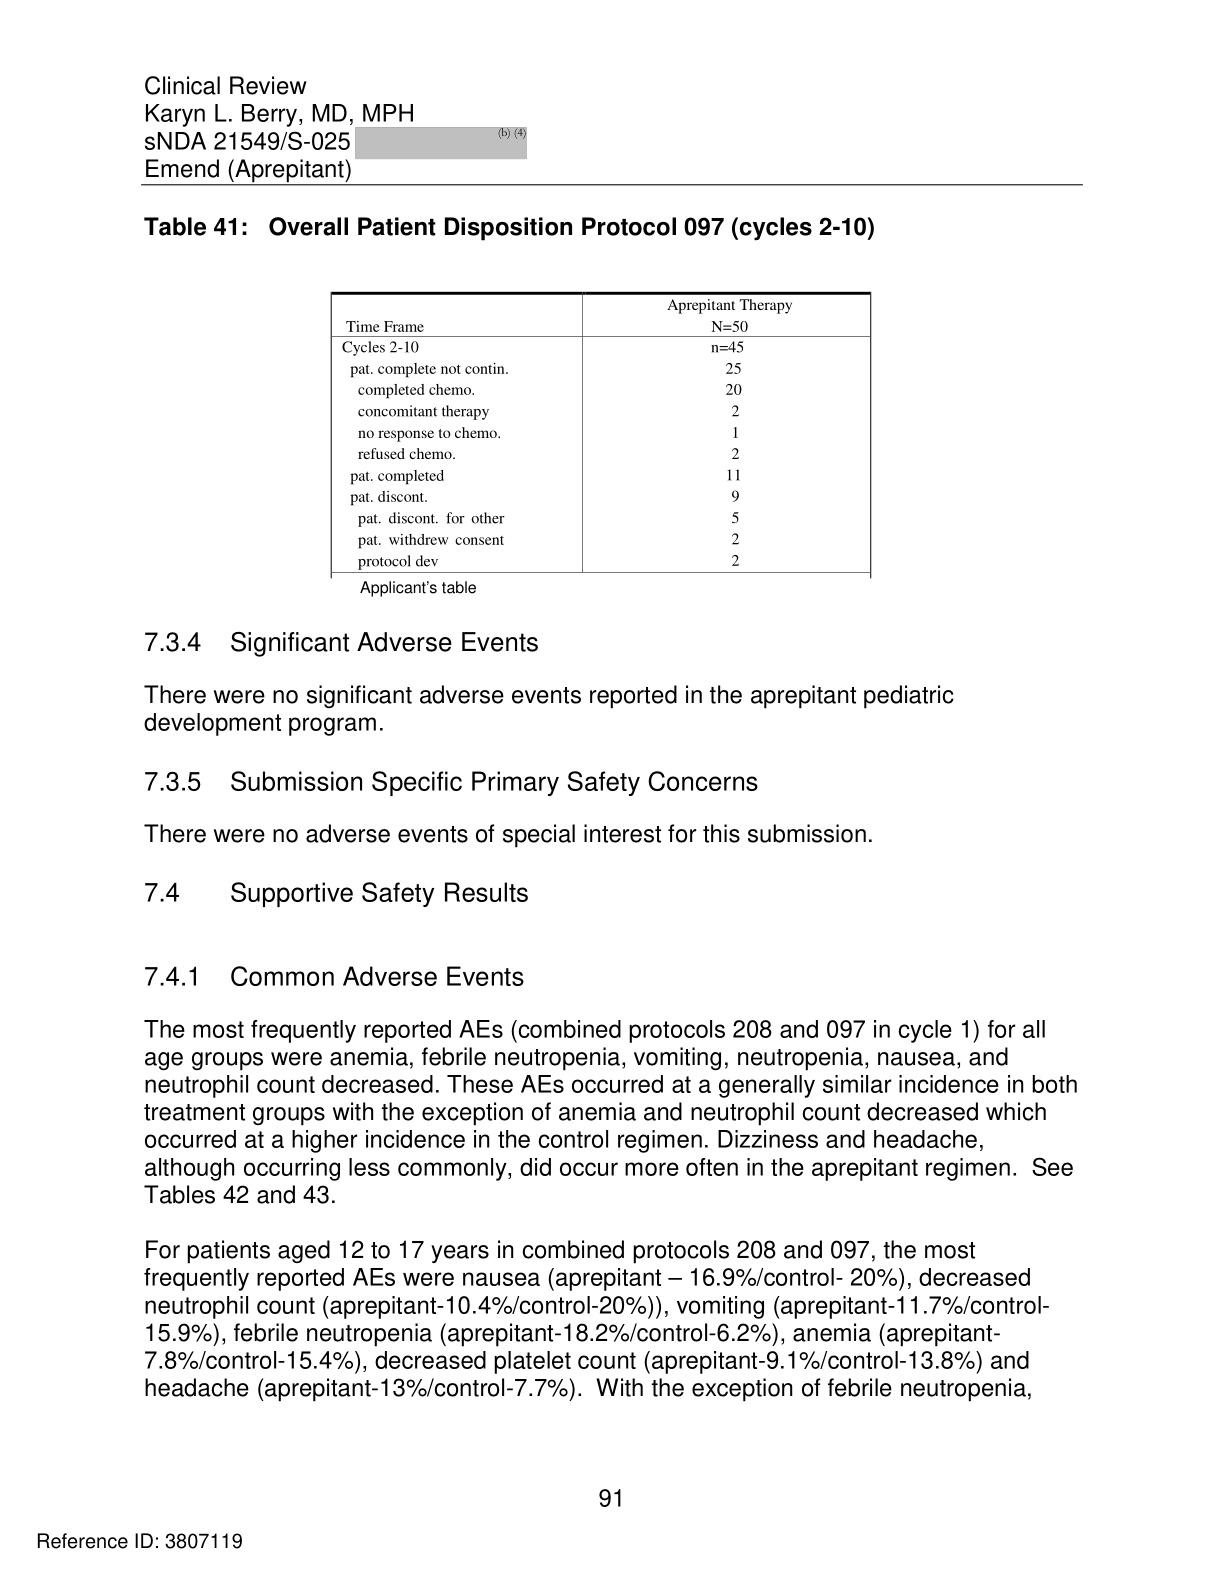 Clinical Review
Karyn L. Berry, MD, MPH
sNDA 21549/S-025 (b) (4)
Emend (Aprepitant)
Table 41: Overall Patient Disposition Protocol 097 (cycles 2-10)
Aprepitant Therapy
Time Frame N=50
Cycles 2-10 n=45
pat. complete not contin. 25
completed chemo. 20
concomitant therapy 2
no response to chemo. 1
refused chemo. 2
pat. completed 11
pat. discont. 9
pat. discont. for other 5
pat. withdrew consent 2
protocol dev 2
Applicant's table
7.3.4 Significant Adverse Events
There were no significant adverse events reported in the aprepitant pediatric
development program.
7.3.5 Submission Specific Primary Safety Concerns
There were no adverse events of special interest for this submission.
7.4 Supportive Safety Results
7.4.1 Common Adverse Events
The most frequently reported AEs (combined protocols 208 and 097 in cycle 1) for all
age groups were anemia, febrile neutropenia, vomiting, neutropenia, nausea, and
neutrophil count decreased. These AEs occurred at a generally similar incidence in both
treatment groups with the exception of anemia and neutrophil count decreased which
occurred at a higher incidence in the control regimen. Dizziness and headache,
although occurring less commonly, did occur more often in the aprepitant regimen. See
Tables 42 and 43.
For patients aged 12 to 17 years in combined protocols 208 and 097, the most
frequently reported AEs were nausea (aprepitant – 16.9%/control- 20%), decreased
neutrophil count (aprepitant-10.4%/control-20%)), vomiting (aprepitant-11.7%/control-
15.9%), febrile neutropenia (aprepitant-18.2%/control-6.2%), anemia (aprepitant-
7.8%/control-15.4%), decreased platelet count (aprepitant-9.1%/control-13.8%) and
headache (aprepitant-13%/control-7.7%). With the exception of febrile neutropenia,
91
Reference ID: 3807119